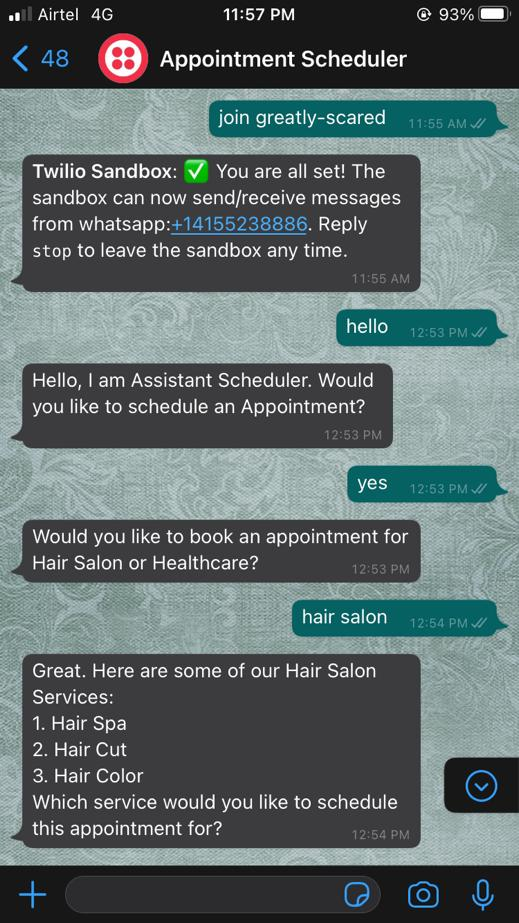 Airtel 4G 11:57 PM 93%
48 Appointment Scheduler
join greatly-scared 11:55 AM
Twilio Sandbox: ✅ You are all set! The
sandbox can now send/receive messages
from whatsapp:+14155238886. Reply
stop to leave the sandbox any time.
11:55 AM
hello 12:53 PM
Hello, I am Assistant Scheduler. Would
you like to schedule an Appointment?
12:53 PM
yes 12:53 PM
Would you like to book an appointment for
Hair Salon or Healthcare? 12:53 PM
hair salon 12:54 PM
Great. Here are some of our Hair Salon
Services:
1. Hair Spa
2. Hair Cut
3. Hair Color
Which service would you like to schedule
this appointment for? 12:54 PM